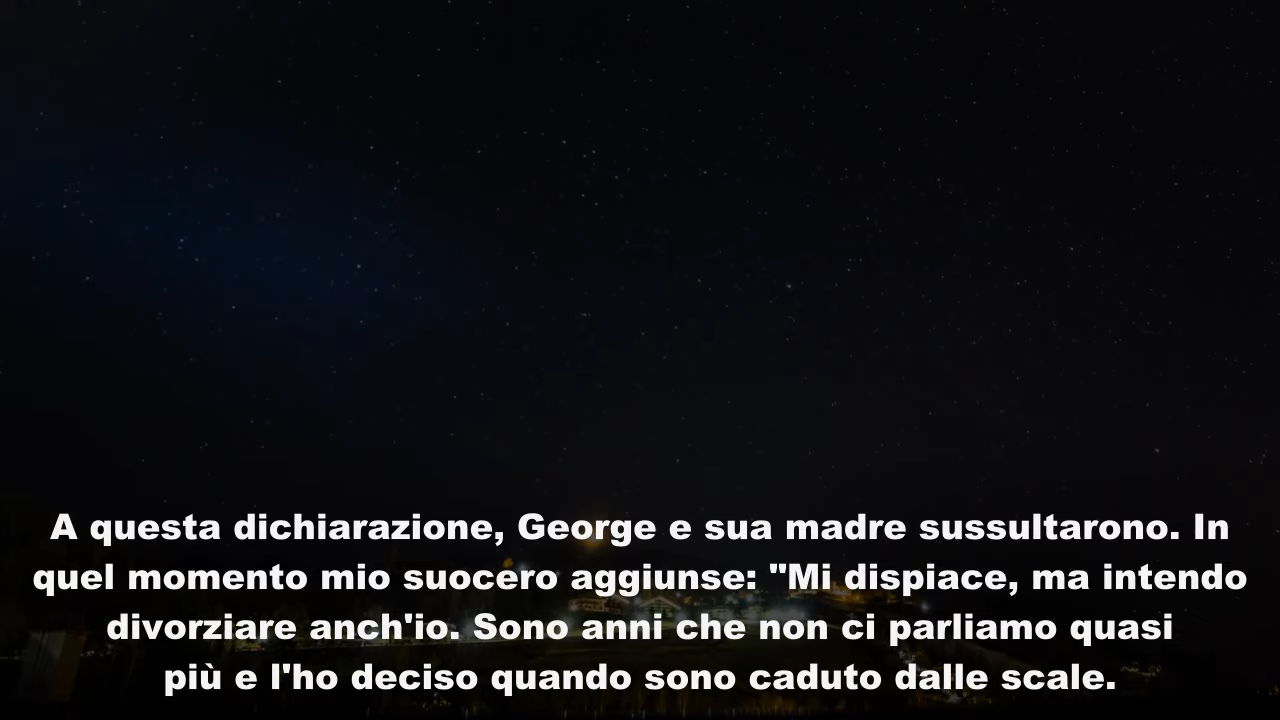 A questa dichiarazione, George e sua madre sussultarono. In
quel momento mio suocero aggiunse: "Mi dispiace, ma intendo
divorziare anch'io. Sono anni che non ci parliamo quasi
più e l'ho deciso quando sono caduto dalle scale.